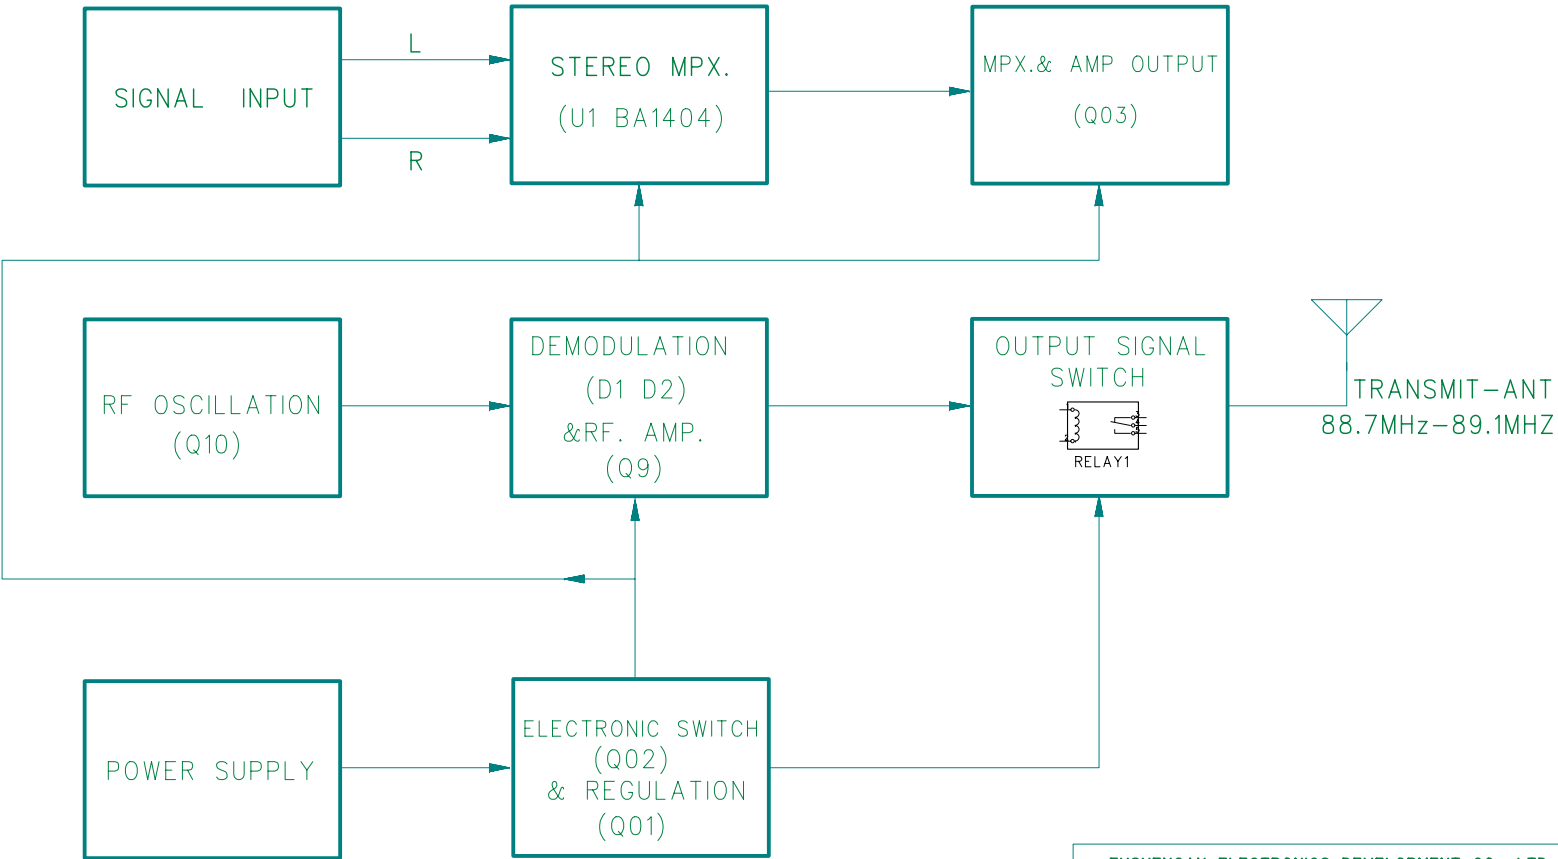 L
SIGNAL INPUT
R
STEREO MPX.
(U1 BA1404)
MPX.& AMP OUTPUT
(Q03)
RF OSCILLATION
(Q10)
DEMODULATION
(D1 D2)
&RF. AMP.
(Q9)
OUTPUT SIGNAL
SWITCH
RELAY1
TRANSMIT-ANT
88.7MHz-89.1MHZ
POWER SUPPLY
ELECTRONIC SWITCH
(Q02)
& REGULATION
(Q01)